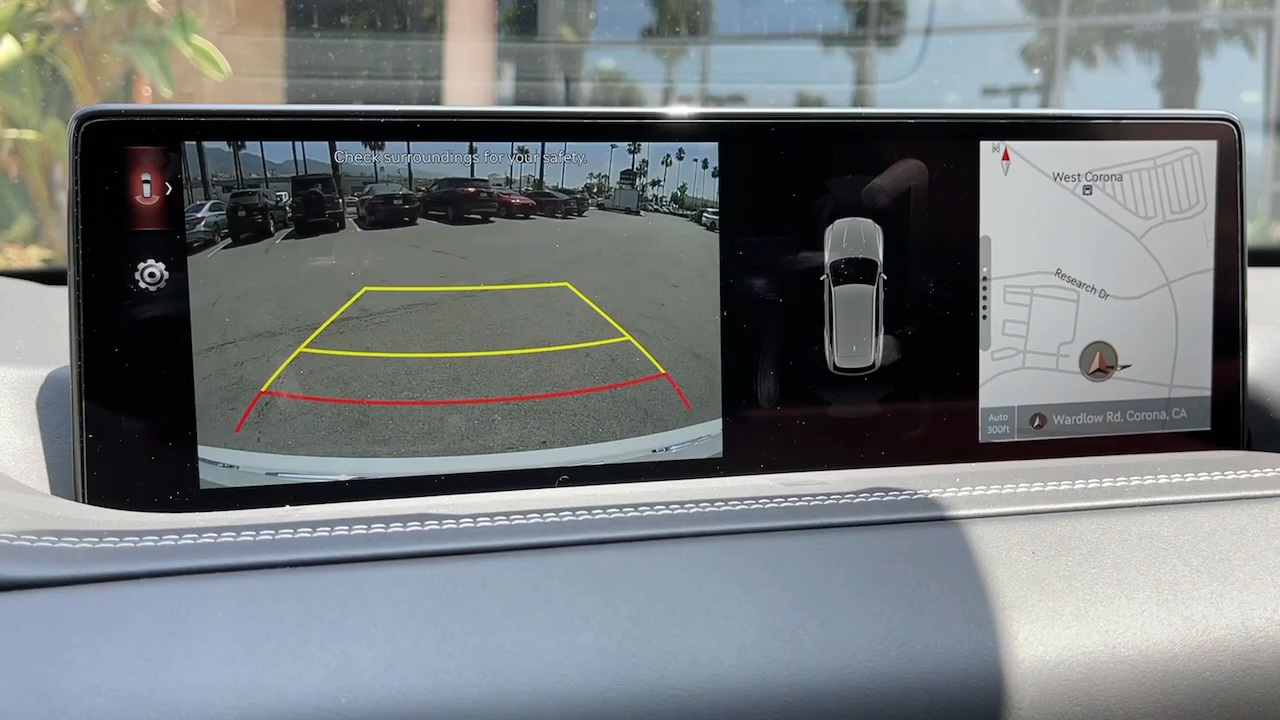 Check surroundings for your safety.
N
West Corona
Research Dr
Auto
300ft
Wardlow Rd, Corona, CA